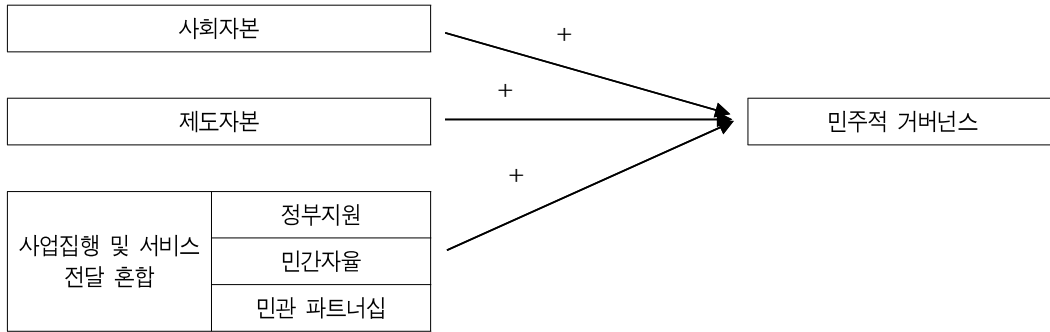 사회자본
+
+
제도자본
민주적 거버넌스
+
정부지원
사업집행 및 서비스
전달 혼합
민간자율
민관 파트너십